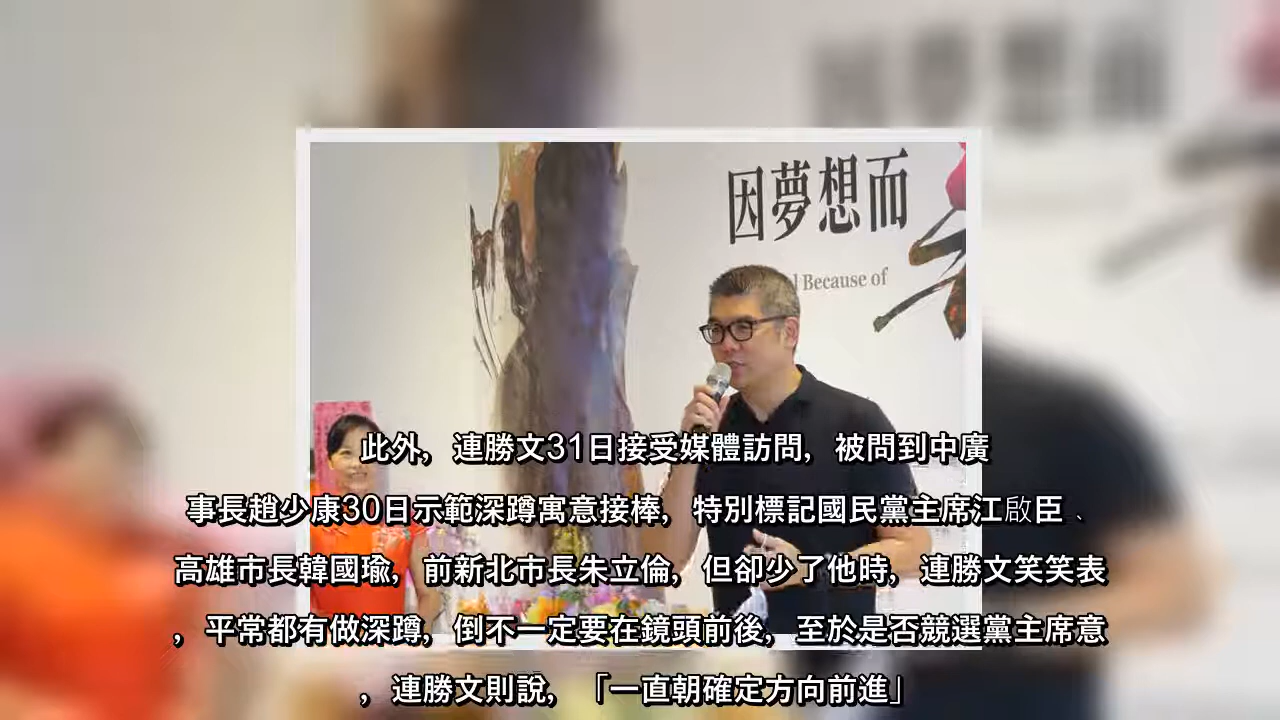 因夢想而
l Because of
此外，連勝文31日接受媒體訪問，被問到中廣
事長趙少康30日示範深蹲寓意接棒，特別標記國民黨主席江啟臣、
高雄市長韓國瑜，前新北市長朱立倫，但卻少了他時，連勝文笑笑表
，平常都有做深蹲，倒不一定要在鏡頭前後，至於是否競選黨主席意
，連勝文則說，「一直朝確定方向前進」